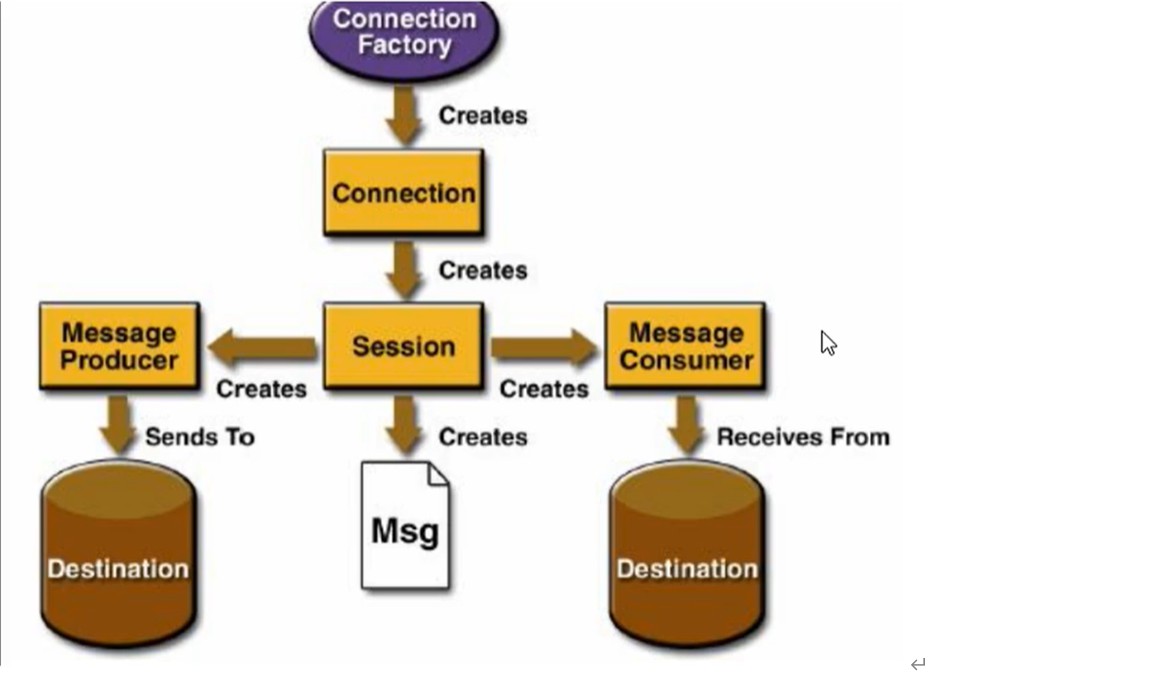 Connection
Factory
Creates
Connection
Creates
Message
Producer
Session
Message
Consumer
Creates
Creates
Sends To
Creates
Receives From
Msg
Destination
Destination